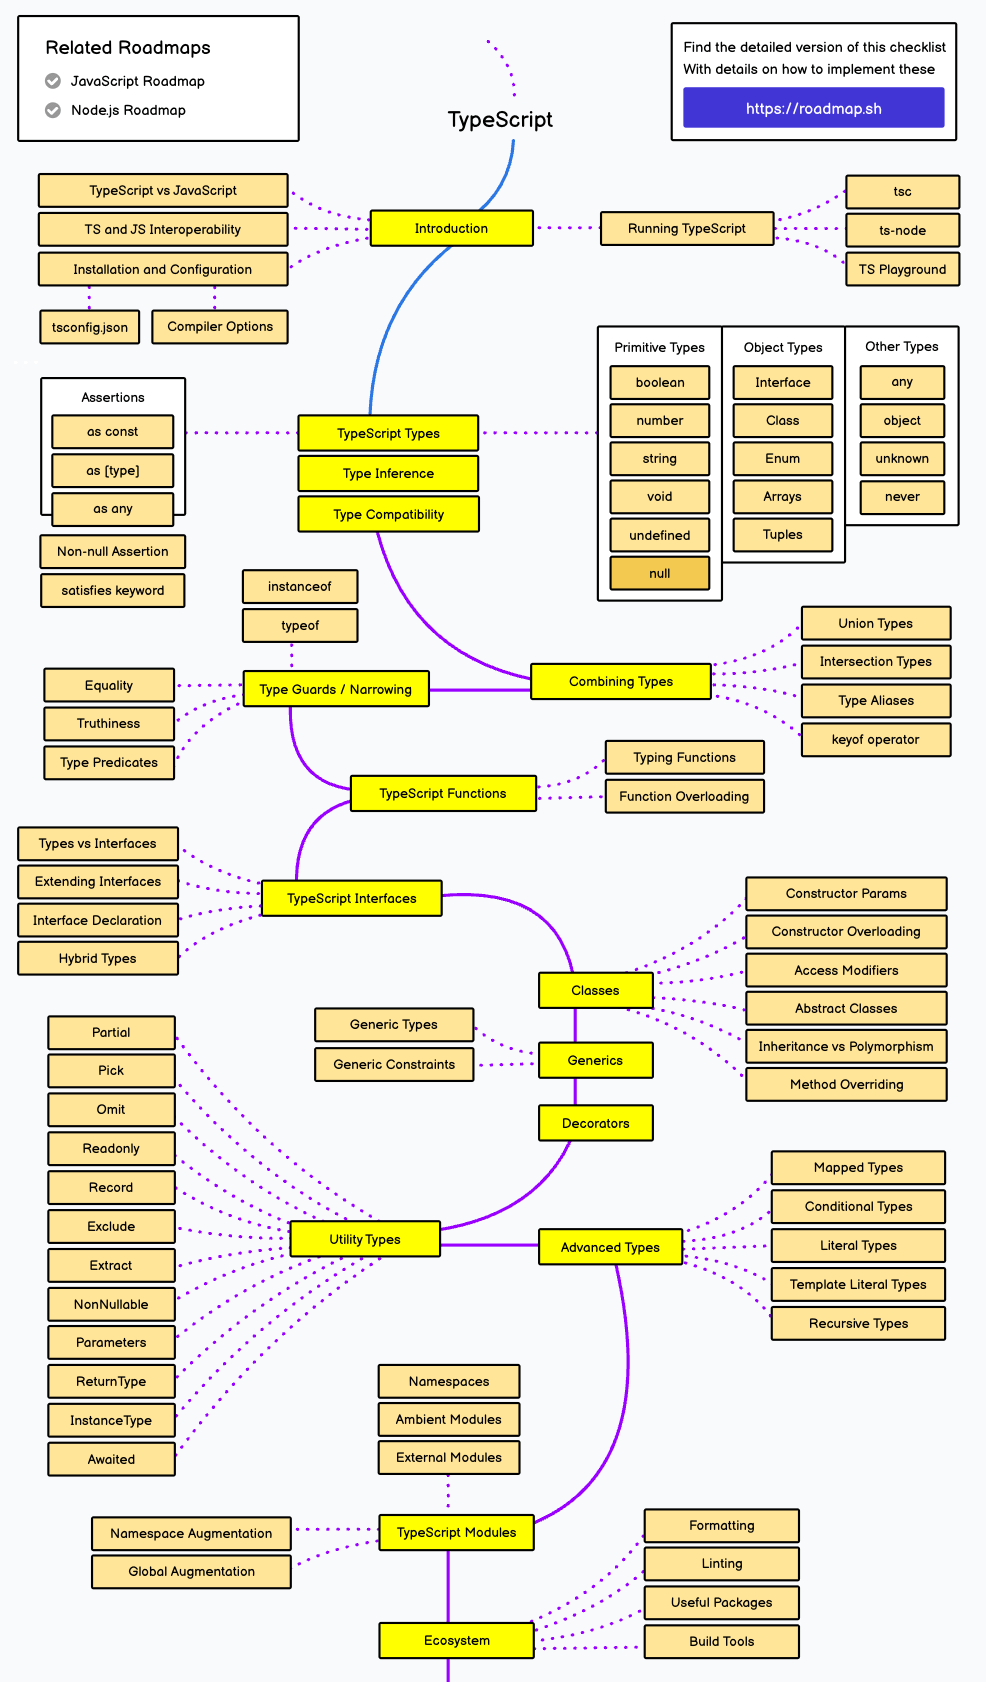 Related Roadmaps
JavaScript Roadmap
Node.js Roadmap
TypeScript
Find the detailed version of this checklist
With details on how to implement these
https://roadmap.sh
TypeScript vs JavaScript
TS and JS Interoperability
Installation and Configuration
tsconfig.json
Compiler Options
Introduction
Running TypeScript
tsc
ts-node
TS Playground
Assertions
as const
as [type]
as any
Non-null Assertion
satisfies keyword
TypeScript Types
Type Inference
Type Compatibility
Primitive Types
boolean
number
string
void
undefined
null
Object Types
Interface
Class
Enum
Arrays
Tuples
Other Types
any
object
unknown
never
instanceof
typeof
Equality
Truthiness
Type Predicates
Type Guards / Narrowing
Combining Types
Union Types
Intersection Types
Type Aliases
keyof operator
TypeScript Functions
Typing Functions
Function Overloading
Types vs Interfaces
Extending Interfaces
Interface Declaration
Hybrid Types
TypeScript Interfaces
Classes
Constructor Params
Constructor Overloading
Access Modifiers
Abstract Classes
Inheritance vs Polymorphism
Method Overriding
Generic Types
Generic Constraints
Generics
Decorators
Partial
Pick
Omit
Readonly
Record
Exclude
Extract
NonNullable
Parameters
ReturnType
InstanceType
Awaited
Utility Types
Advanced Types
Mapped Types
Conditional Types
Literal Types
Template Literal Types
Recursive Types
Namespaces
Ambient Modules
External Modules
Namespace Augmentation
Global Augmentation
TypeScript Modules
Ecosystem
Formatting
Linting
Useful Packages
Build Tools